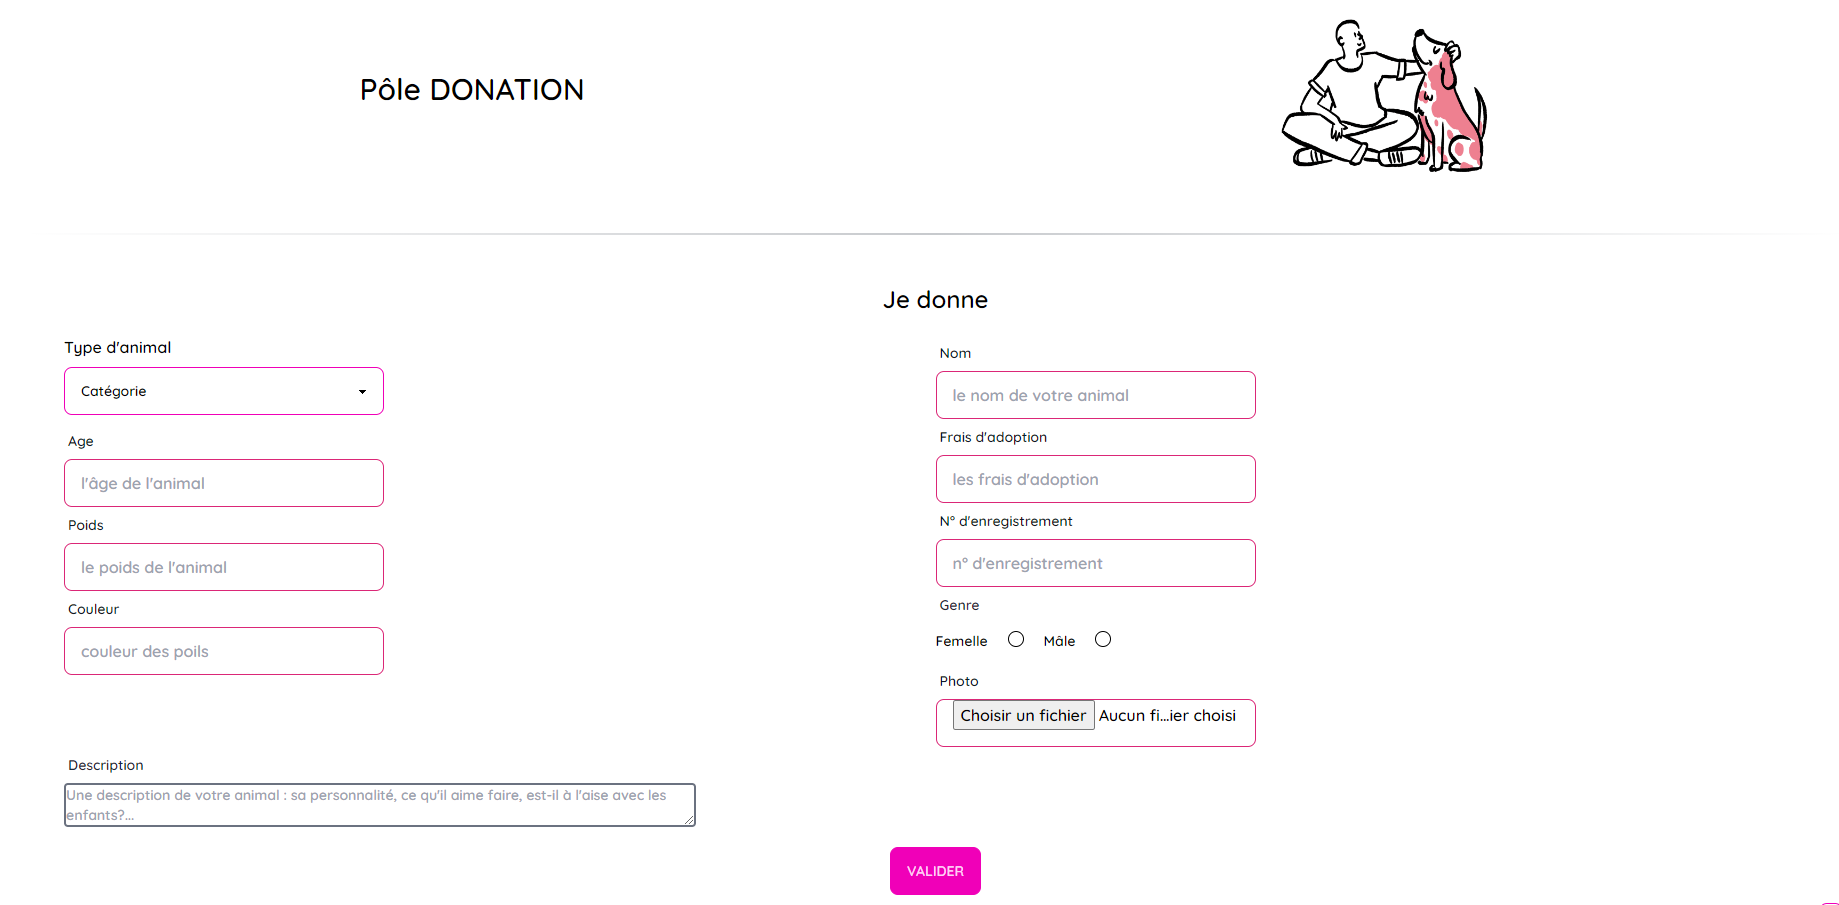 Pôle DONATION
Je donne
Type d'animal
Catégorie
Age
l'âge de l'animal
Poids
le poids de l'animal
Couleur
couleur des poils
Nom
le nom de votre animal
Frais d'adoption
les frais d'adoption
N° d'enregistrement
n° d'enregistrement
Genre
Femelle Mâle
Photo
Choisir un fichier Aucun fi...ier choisi
Description
Une description de votre animal : sa personnalité, ce qu'il aime faire, est-il à l'aise avec les
enfants?...
VALIDER